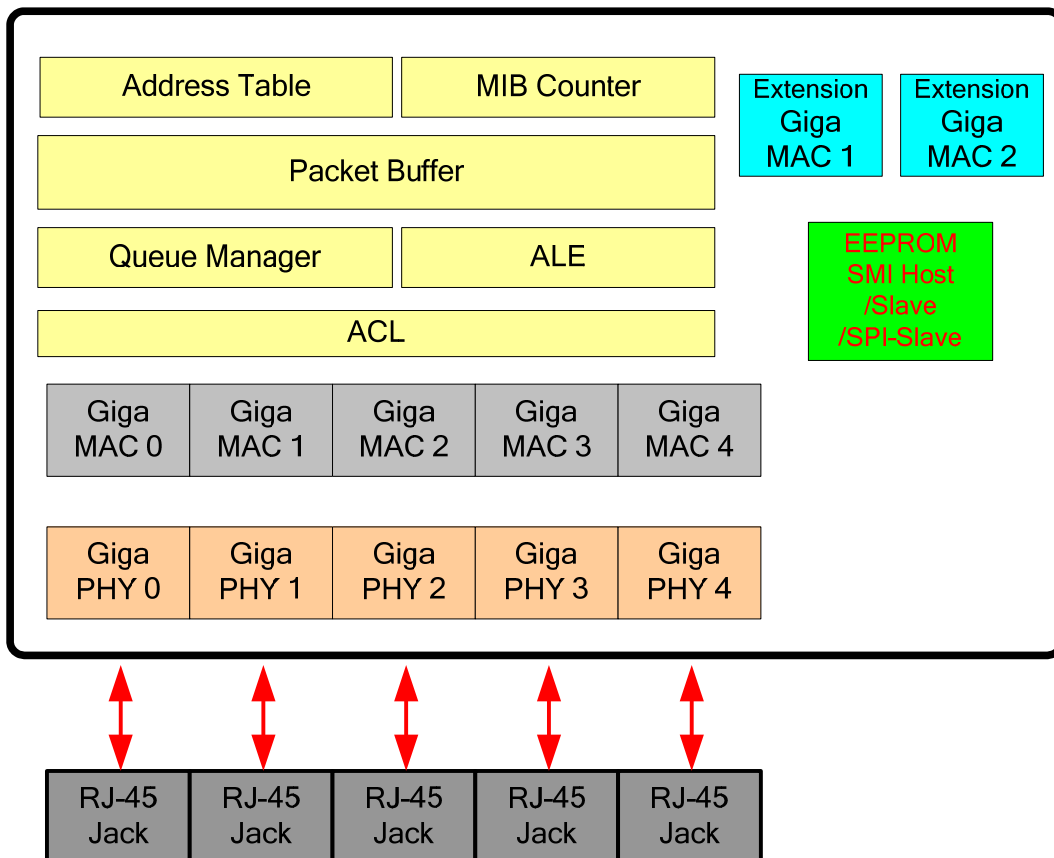 Address Table
MIB Counter
Extension
Giga
MAC 1
Extension
Giga
MAC 2
Packet Buffer
Queue Manager
ALE
EEPROM
SMI Host
/Slave
/SPI-Slave
ACL
Giga
MAC 0
Giga
MAC 1
Giga
MAC 2
Giga
MAC 3
Giga
MAC 4
Giga
PHY 0
Giga
PHY 1
Giga
PHY 2
Giga
PHY 3
Giga
PHY 4
RJ-45
Jack
RJ-45
Jack
RJ-45
Jack
RJ-45
Jack
RJ-45
Jack